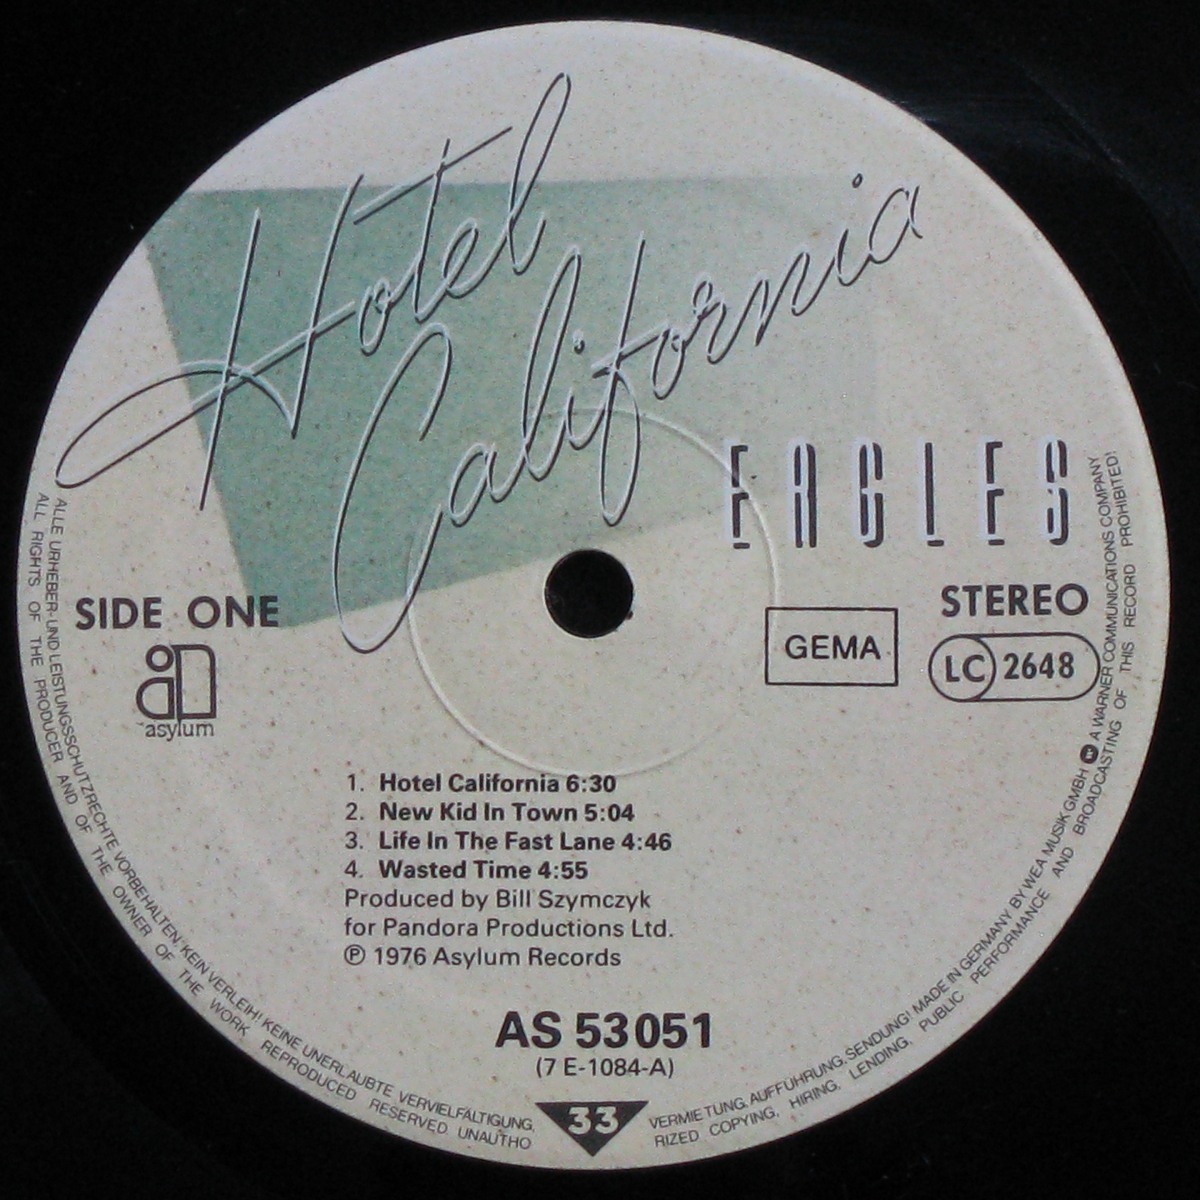 Hotel
California
EAGLES
SIDE ONE
asylum
STEREO
GEMA
LC 2648
1. Hotel California 6:30
2. New Kid In Town 5:04
3. Life In The Fast Lane 4:46
4. Wasted Time 4:55
Produced by Bill Szymczyk
for Pandora Productions Ltd.
℗ 1976 Asylum Records
AS 53051
(7 E-1084-A)
33
ALLE URHEBER- UND LEISTUNGSSCHUTZRECHTE VORBEHALTEN! KEIN VERLEIH! KEINE UNERLAUBTE VERVIELFÄLTIGUNG, VERMIETUNG, AUFFÜHRUNG, SENDUNG! MADE IN GERMANY BY WEA MUSIK GMBH A WARNER COMMUNICATIONS COMPANY
ALL RIGHTS OF THE PRODUCER AND OF THE OWNER OF THE WORK REPRODUCED RESERVED UNAUTHO RIZED COPYING, HIRING, LENDING, PUBLIC PERFORMANCE AND BROADCASTING OF THIS RECORD PROHIBITED!